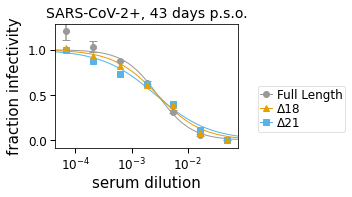 SARS-CoV-2+, 43 days p.s.o.
fraction infectivity
1.0
0.5
0.0
10⁻⁴
10⁻³
10⁻²
serum dilution
Full Length
Δ18
Δ21